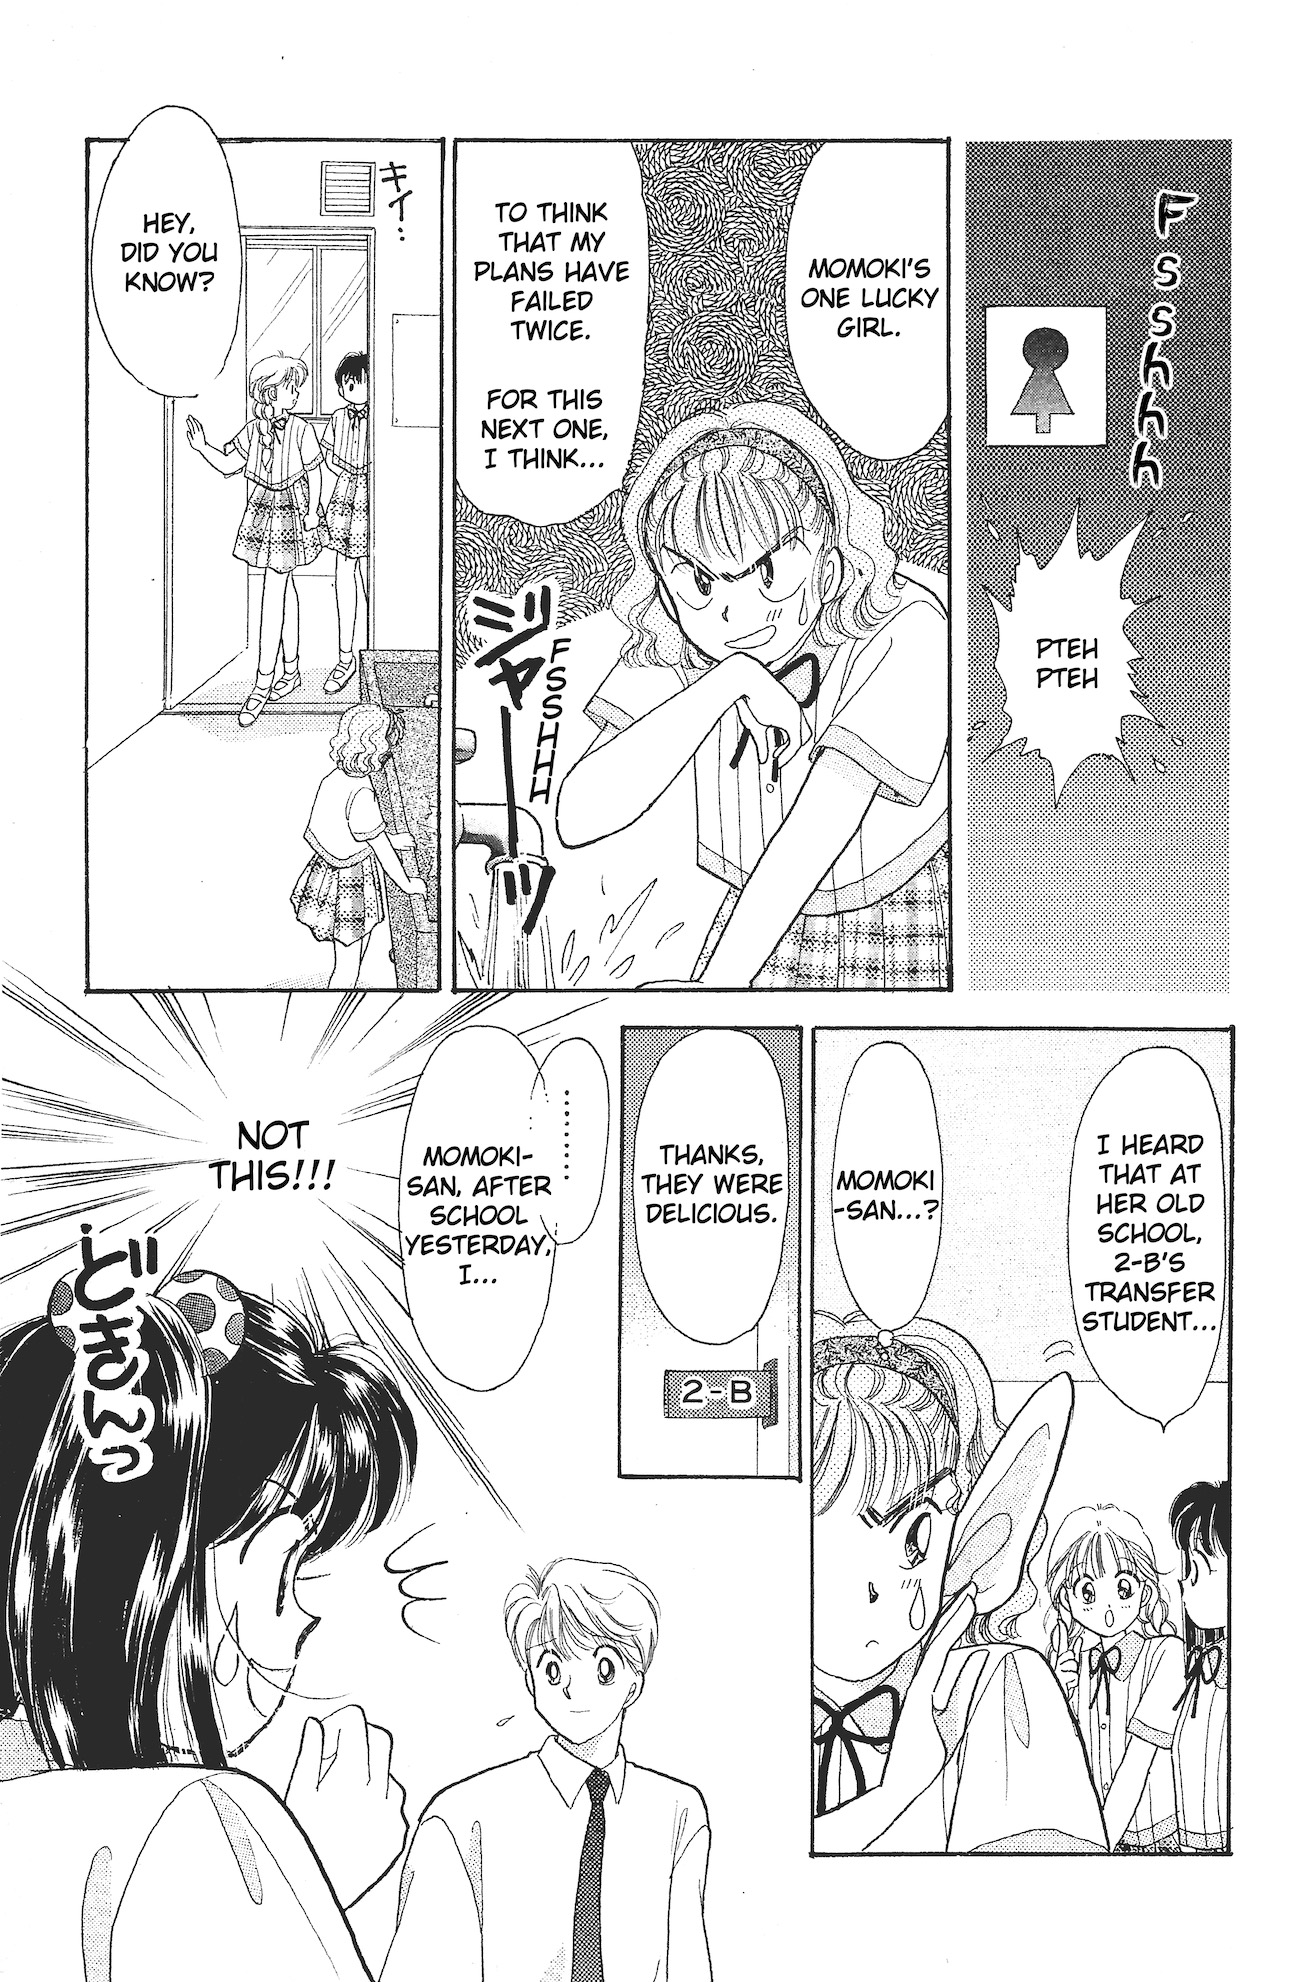 Fsshhh
PTEH
PTEH
MOMOKI'S
ONE LUCKY
GIRL.
TO THINK
THAT MY
PLANS HAVE
FAILED
TWICE.
FOR THIS
NEXT ONE,
I THINK...
ジャーッ
FSSHHH
キィ…
HEY,
DID YOU
KNOW?
I HEARD
THAT AT
HER OLD
SCHOOL,
2-B'S
TRANSFER
STUDENT...
MOMOKI
-SAN...?
THANKS,
THEY WERE
DELICIOUS.
2-B
.........
MOMOKI-
SAN, AFTER
SCHOOL
YESTERDAY,
I...
NOT
THIS!!!
どきんっ